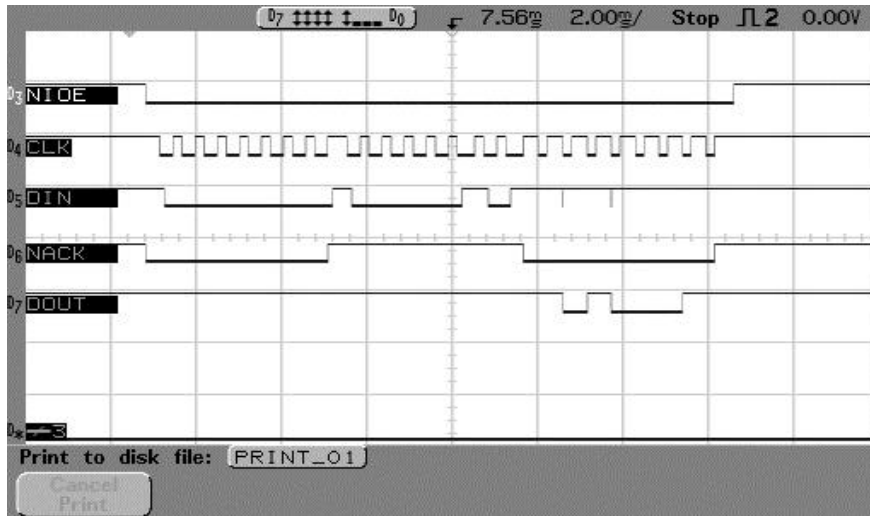 D7 ↕↕↕↕ ↕▁▁▁ D0 7.56ms 2.00ms/ Stop 2 0.00V
D3 NIOE
D4 CLK
D5 DIN
D6 NACK
D7 DOUT
Print to disk file: PRINT_01
Cancel
Print